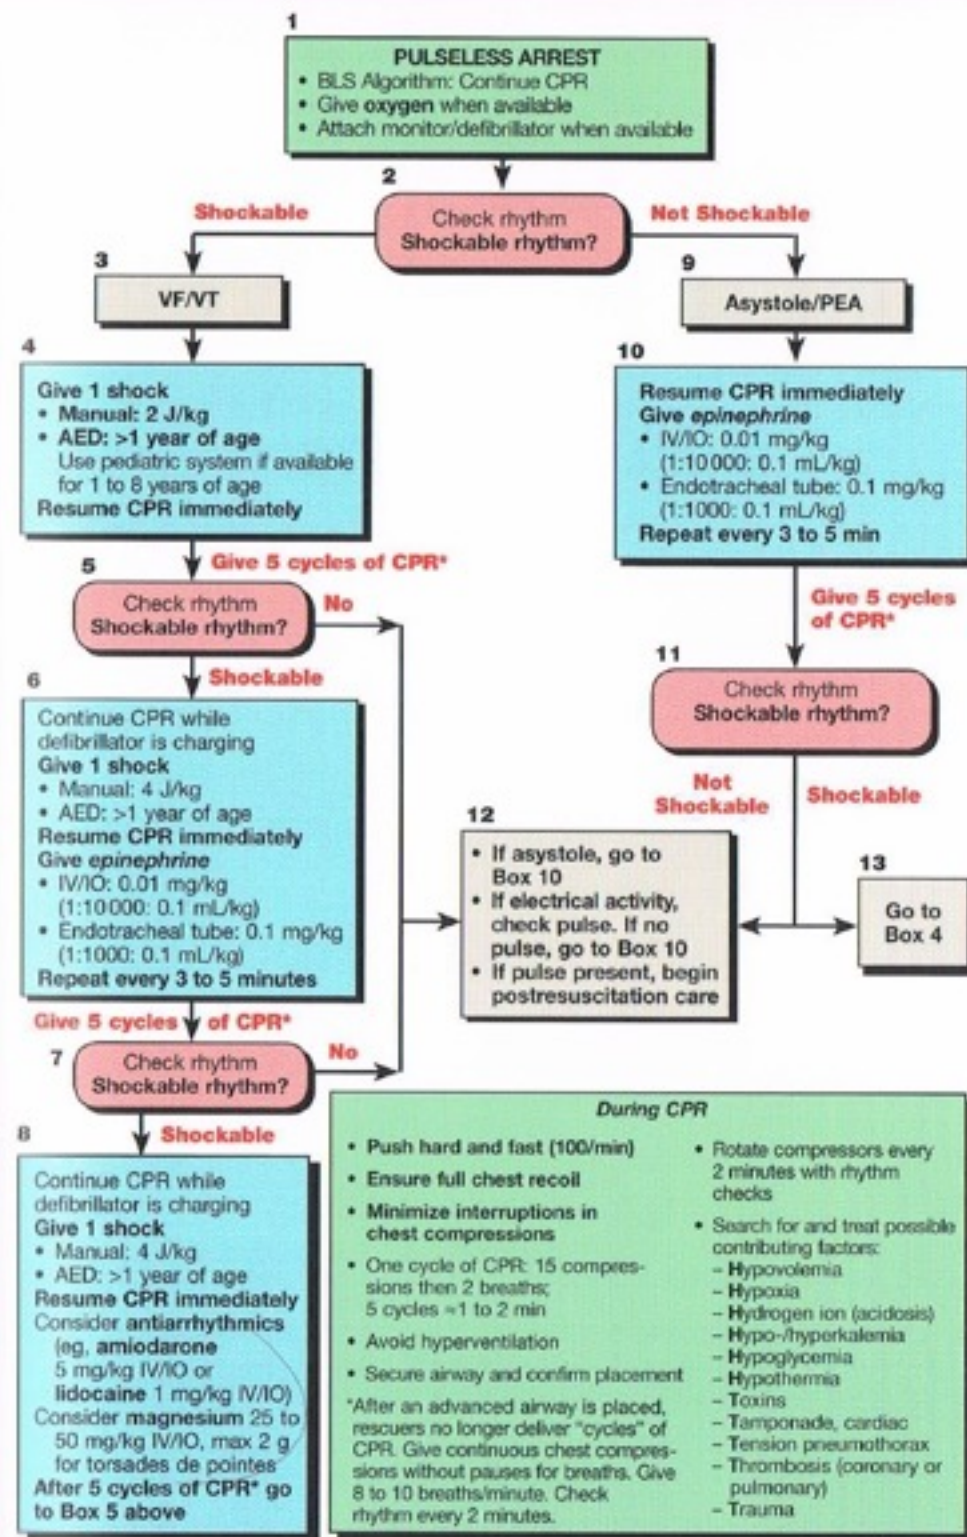 1
PULSELESS ARREST
• BLS Algorithm: Continue CPR
• Give oxygen when available
• Attach monitor/defibrillator when available
2
Check rhythm
Shockable rhythm?
Shockable
Not Shockable
3
VF/VT
4
Give 1 shock
• Manual: 2 J/kg
• AED: >1 year of age
Use pediatric system if available
for 1 to 8 years of age
Resume CPR immediately
Give 5 cycles of CPR*
5
Check rhythm
Shockable rhythm?
No
Shockable
6
Continue CPR while
defibrillator is charging
Give 1 shock
• Manual: 4 J/kg
• AED: >1 year of age
Resume CPR immediately
Give epinephrine
• IV/IO: 0.01 mg/kg
(1:10 000: 0.1 mL/kg)
• Endotracheal tube: 0.1 mg/kg
(1:1000: 0.1 mL/kg)
Repeat every 3 to 5 minutes
Give 5 cycles of CPR*
7
Check rhythm
Shockable rhythm?
No
Shockable
8
Continue CPR while
defibrillator is charging
Give 1 shock
• Manual: 4 J/kg
• AED: >1 year of age
Resume CPR immediately
Consider antiarrhythmics
(eg, amiodarone
5 mg/kg IV/IO or
lidocaine 1 mg/kg IV/IO)
Consider magnesium 25 to
50 mg/kg IV/IO, max 2 g
for torsades de pointes
After 5 cycles of CPR* go
to Box 5 above
9
Asystole/PEA
10
Resume CPR immediately
Give epinephrine
• IV/IO: 0.01 mg/kg
(1:10 000: 0.1 mL/kg)
• Endotracheal tube: 0.1 mg/kg
(1:1000: 0.1 mL/kg)
Repeat every 3 to 5 min
Give 5 cycles
of CPR*
11
Check rhythm
Shockable rhythm?
Not
Shockable
Shockable
12
• If asystole, go to
Box 10
• If electrical activity,
check pulse. If no
pulse, go to Box 10
• If pulse present, begin
postresuscitation care
13
Go to
Box 4
During CPR
• Push hard and fast (100/min)
• Ensure full chest recoil
• Minimize interruptions in
chest compressions
• One cycle of CPR: 15 compres-
sions then 2 breaths;
5 cycles ≈1 to 2 min
• Avoid hyperventilation
• Secure airway and confirm placement
*After an advanced airway is placed,
rescuers no longer deliver "cycles" of
CPR. Give continuous chest compres-
sions without pauses for breaths. Give
8 to 10 breaths/minute. Check
rhythm every 2 minutes.
• Rotate compressors every
2 minutes with rhythm
checks
• Search for and treat possible
contributing factors:
– Hypovolemia
– Hypoxia
– Hydrogen ion (acidosis)
– Hypo-/hyperkalemia
– Hypoglycemia
– Hypothermia
– Toxins
– Tamponade, cardiac
– Tension pneumothorax
– Thrombosis (coronary or
pulmonary)
– Trauma